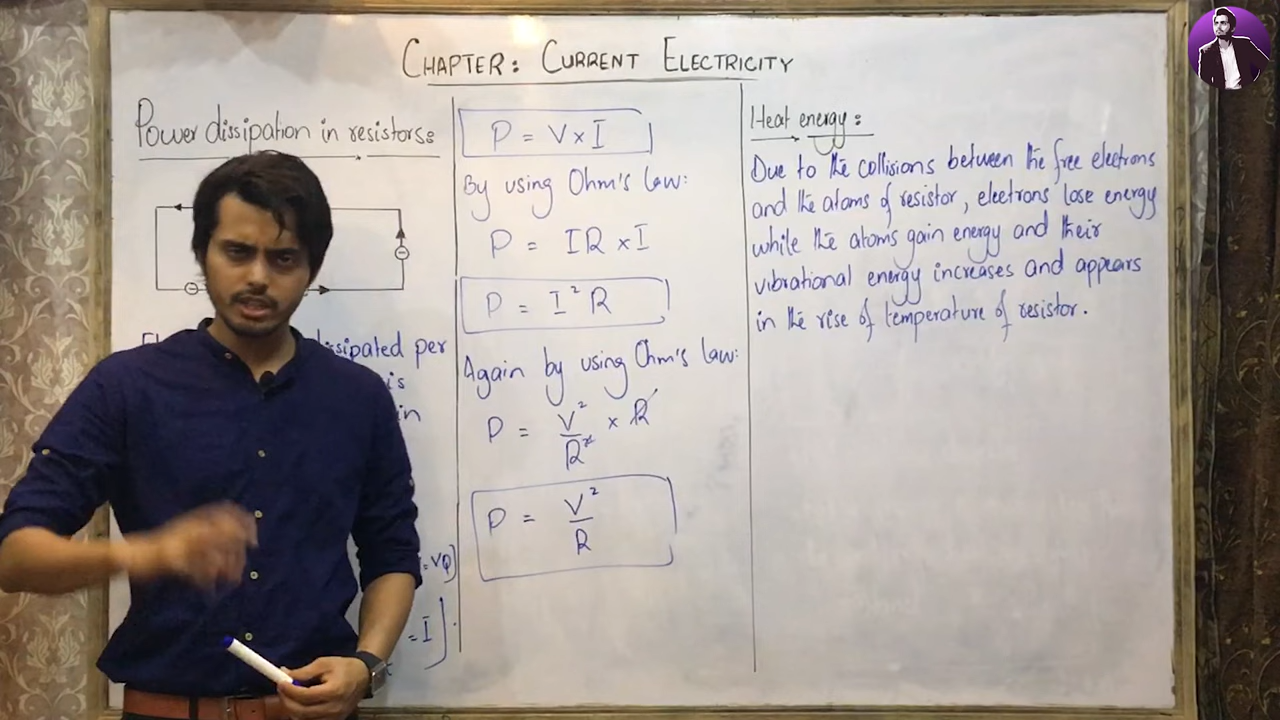 CHAPTER: CURRENT ELECTRICITY
Power dissipation in resistors:
dissipated per
is
in
= VQ]
= I]
P = V × I
By using Ohm's law:
P = IR × I
P = I² R
Again by using Ohm's law:
P = V²/R² × R
P = V²/R
Heat energy:
Due to the collisions between the free electrons
and the atoms of resistor, electrons lose energy
while the atoms gain energy and their
vibrational energy increases and appears
in the rise of temperature of resistor.